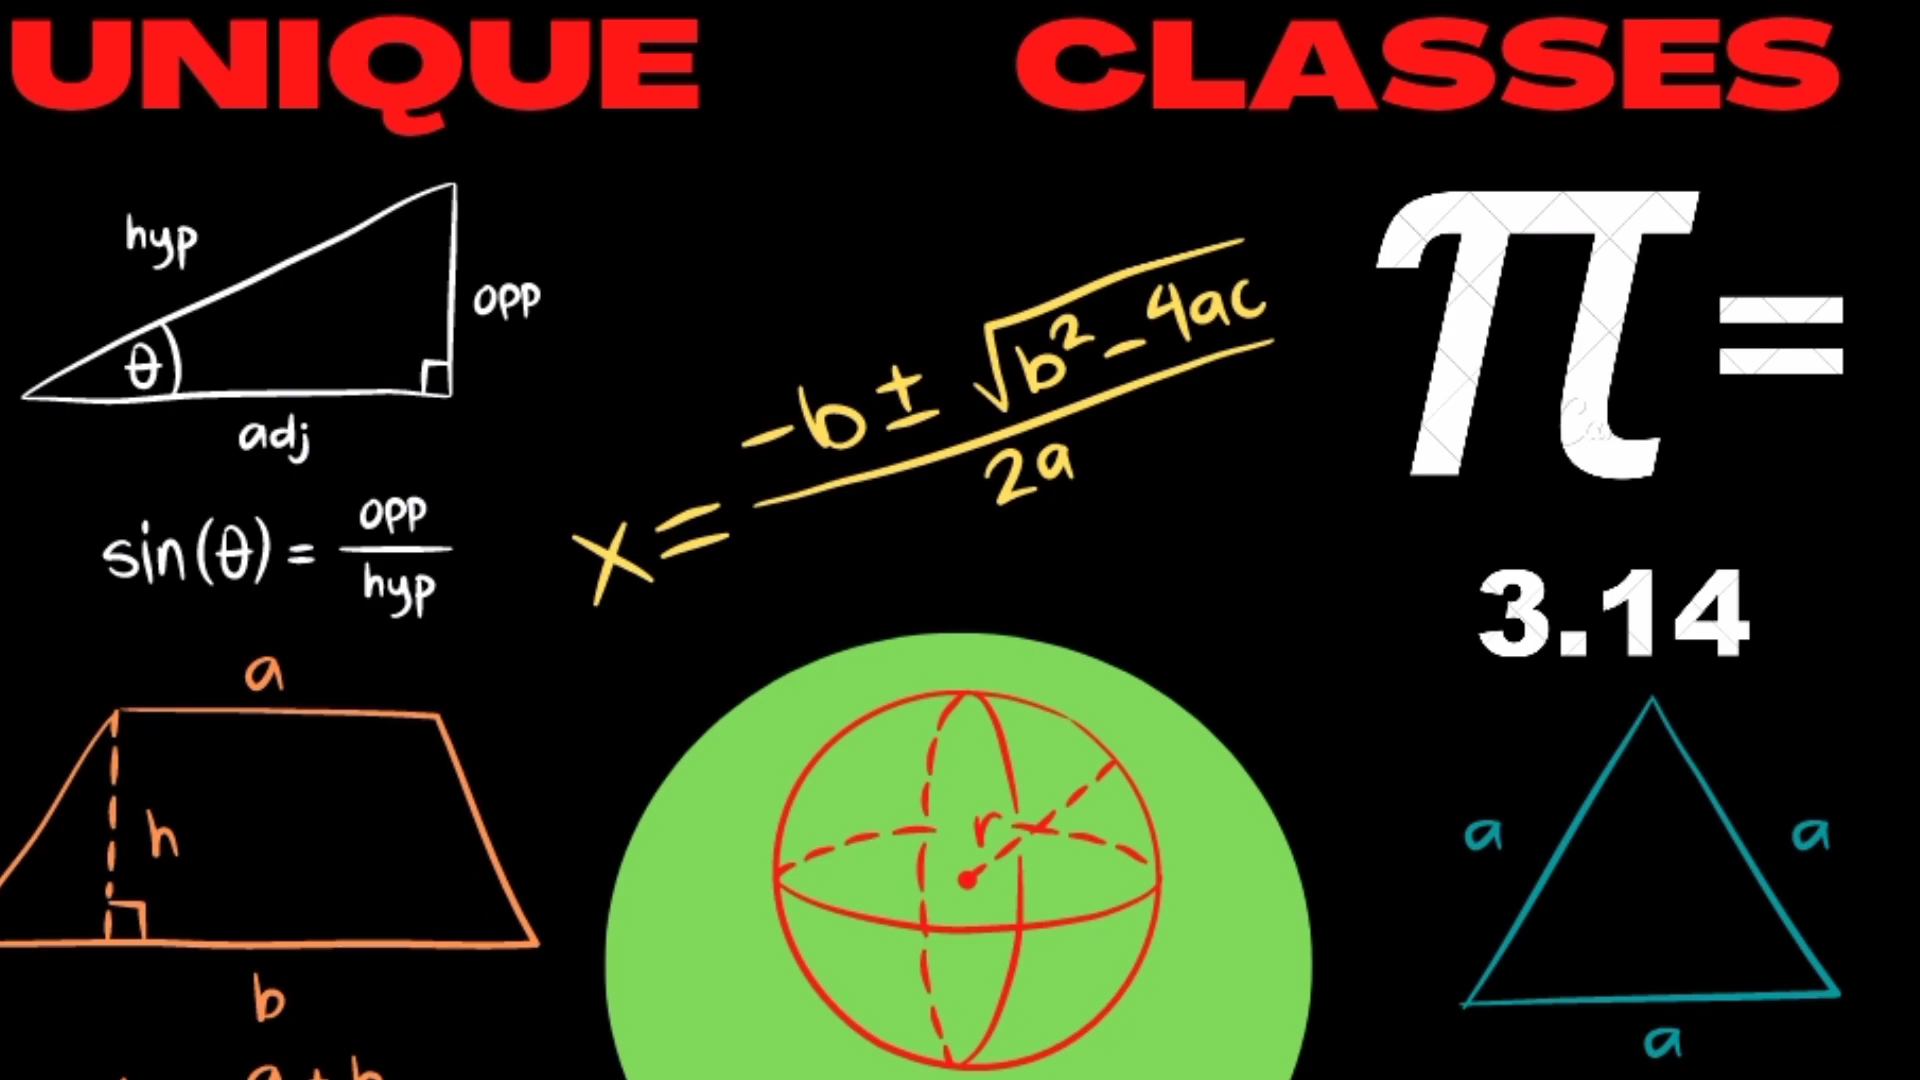 UNIQUE CLASSES
hyp
opp
θ
adj
sin(θ) = opp/hyp
x = -b ± √b² - 4ac / 2a
π =
3.14
a
h
b
a + b
r
a
a
a